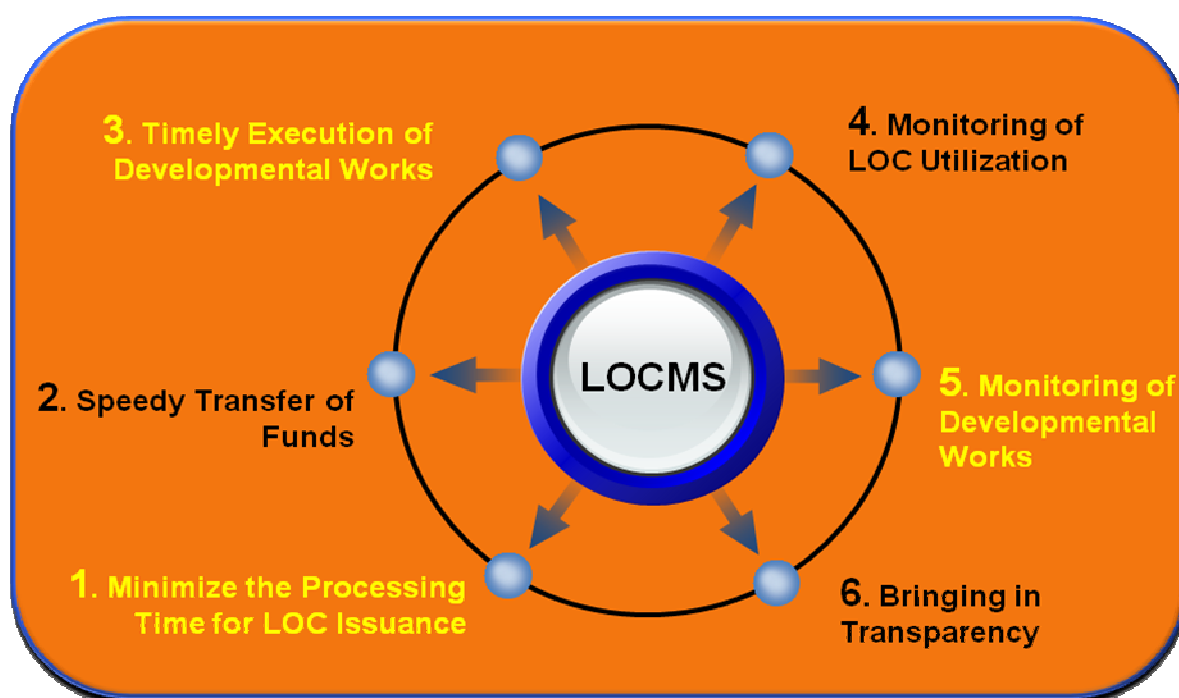 3. Timely Execution of
Developmental Works
4. Monitoring of
LOC Utilization
LOCMS
2. Speedy Transfer of
Funds
5. Monitoring of
Developmental
Works
1. Minimize the Processing
Time for LOC Issuance
6. Bringing in
Transparency